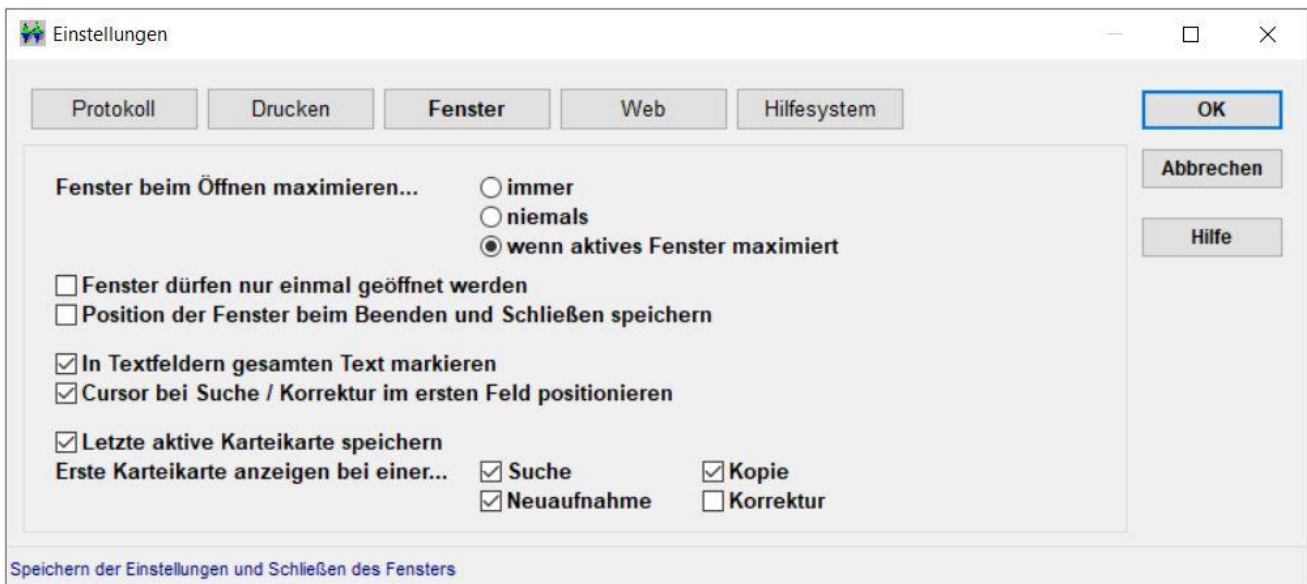 Einstellungen
Protokoll Drucken Fenster Web Hilfesystem OK
Abbrechen
Fenster beim Öffnen maximieren... immer
niemals
Hilfe
wenn aktives Fenster maximiert
Fenster dürfen nur einmal geöffnet werden
Position der Fenster beim Beenden und Schließen speichern
In Textfeldern gesamten Text markieren
Cursor bei Suche / Korrektur im ersten Feld positionieren
Letzte aktive Karteikarte speichern
Erste Karteikarte anzeigen bei einer... Suche Kopie
Neuaufnahme Korrektur
Speichern der Einstellungen und Schließen des Fensters